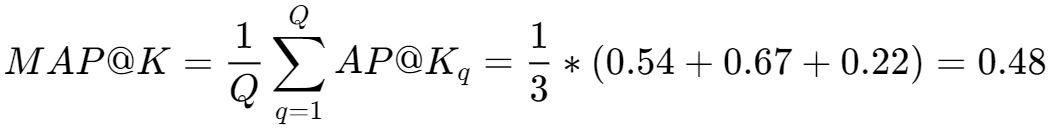 MAP@K = \frac{1}{Q} \sum_{q=1}^{Q} AP@K_q = \frac{1}{3} * (0.54 + 0.67 + 0.22) = 0.48